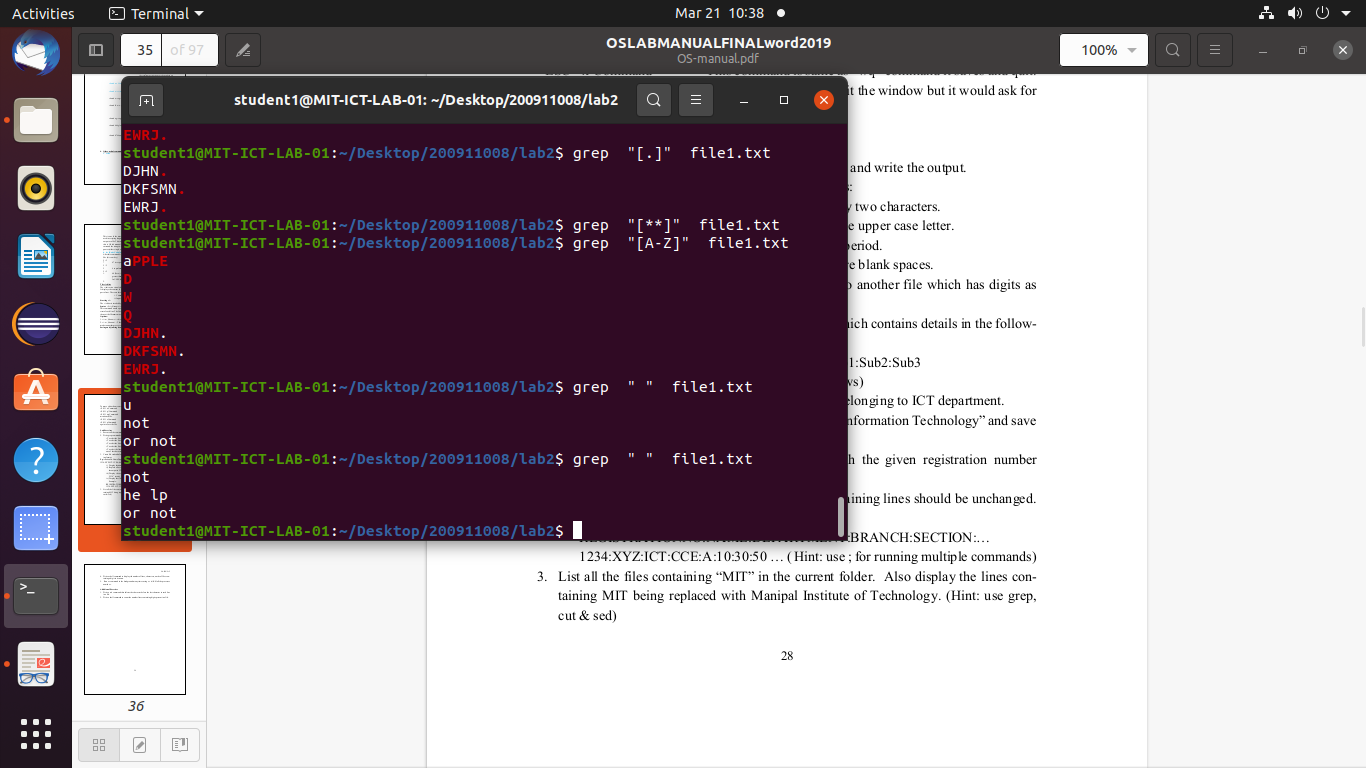 Activities
Terminal
Mar 21 10:38
35 of 97
OSLABMANUALFINALword2019
OS-manual.pdf
100%
student1@MIT-ICT-LAB-01: ~/Desktop/200911008/lab2
EWRJ.
student1@MIT-ICT-LAB-01:~/Desktop/200911008/lab2$ grep  "[.]"  file1.txt
DJHN.
DKFSMN.
EWRJ.
student1@MIT-ICT-LAB-01:~/Desktop/200911008/lab2$ grep  "[**]"  file1.txt
student1@MIT-ICT-LAB-01:~/Desktop/200911008/lab2$ grep  "[A-Z]"  file1.txt
aPPLE
D
W
Q
DJHN.
DKFSMN.
EWRJ.
student1@MIT-ICT-LAB-01:~/Desktop/200911008/lab2$ grep  " "  file1.txt
u
not
or not
student1@MIT-ICT-LAB-01:~/Desktop/200911008/lab2$ grep  " "  file1.txt
not
he lp
or not
student1@MIT-ICT-LAB-01:~/Desktop/200911008/lab2$
it the window but it would ask for
and write the output.
two characters.
upper case letter.
period.
blank spaces.
another file which has digits as
contains details in the follow-
1:Sub2:Sub3
elonging to ICT department.
nformation Technology” and save
the given registration number
lines should be unchanged.
:BRANCH:SECTION:…
1234:XYZ:ICT:CCE:A:10:30:50 … ( Hint: use ; for running multiple commands)
3. List all the files containing “MIT” in the current folder. Also display the lines con-
taining MIT being replaced with Manipal Institute of Technology. (Hint: use grep,
cut & sed)
28
36